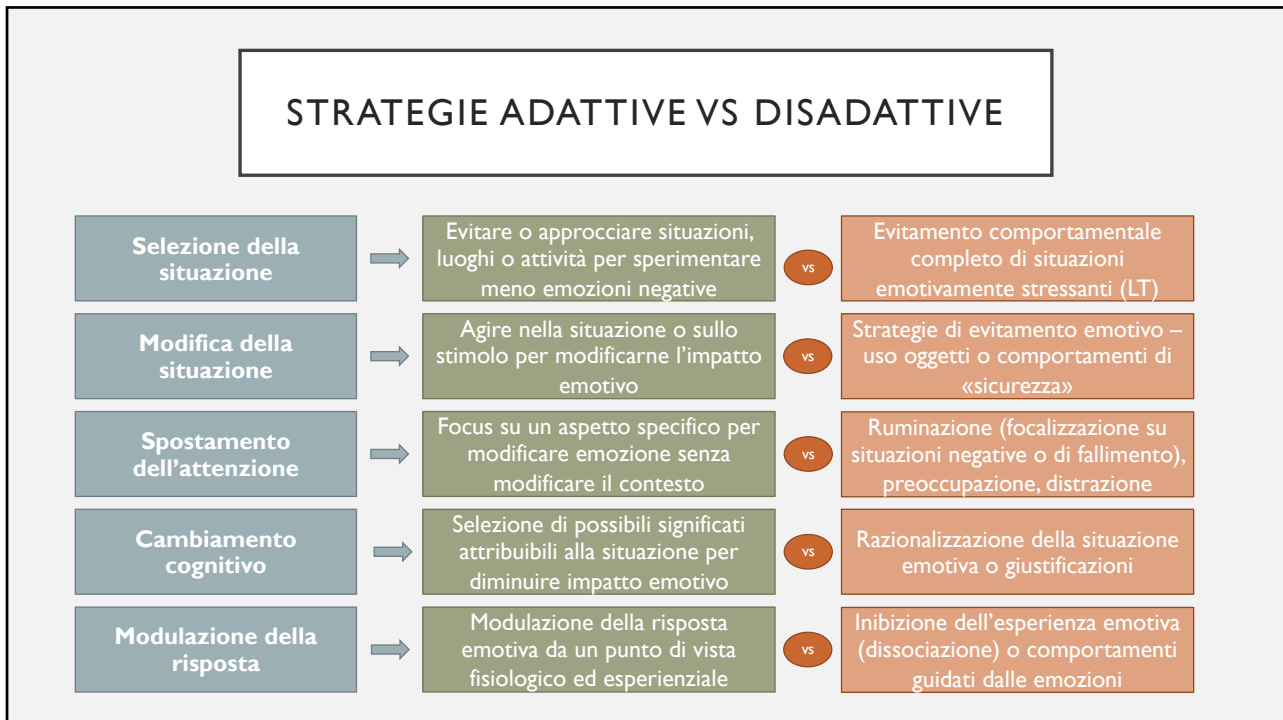 STRATEGIE ADATTIVE VS DISADATTIVE
Selezione della
situazione
Evitare o approcciare situazioni,
luoghi o attività per sperimentare
meno emozioni negative
vs
Evitamento comportamentale
completo di situazioni
emotivamente stressanti (LT)
Modifica della
situazione
Agire nella situazione o sullo
stimolo per modificarne l'impatto
emotivo
vs
Strategie di evitamento emotivo –
uso oggetti o comportamenti di
«sicurezza»
Spostamento
dell'attenzione
Focus su un aspetto specifico per
modificare emozione senza
modificare il contesto
vs
Ruminazione (focalizzazione su
situazioni negative o di fallimento),
preoccupazione, distrazione
Cambiamento
cognitivo
Selezione di possibili significati
attribuibili alla situazione per
diminuire impatto emotivo
vs
Razionalizzazione della situazione
emotiva o giustificazioni
Modulazione della
risposta
Modulazione della risposta
emotiva da un punto di vista
fisiologico ed esperienziale
vs
Inibizione dell'esperienza emotiva
(dissociazione) o comportamenti
guidati dalle emozioni